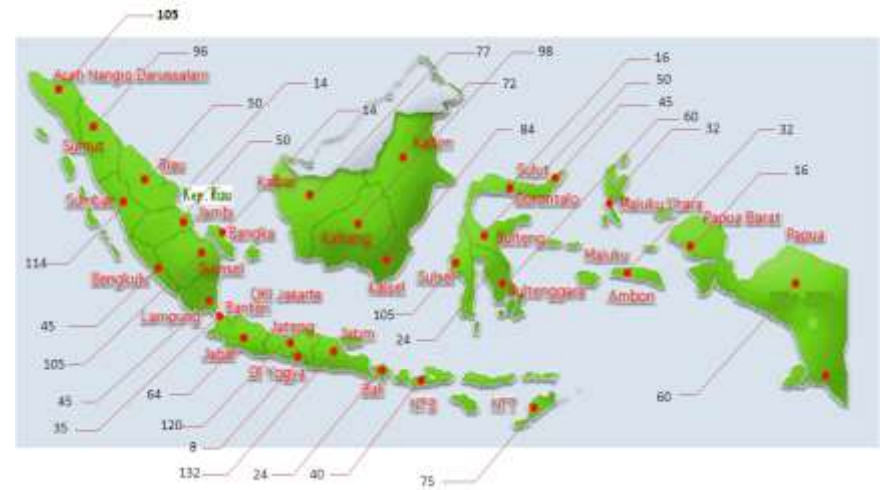 105
96
77
98
14
16
72
50
50
14
45
Aceh Nangro Darussalam
60
50
84
32
32
Sumut
Kaltim
16
Riau
Sulut
Kep. Riau
Kalbar
Gorontalo
Sumbar
Maluku Utara
Jambi
Papua Barat
Bangka
Kalteng
Sulteng
Papua
Sumsel
Maluku
114
Kalsel
Sulsel
Bengkulu
Sultenggara
DKI Jakarta
Ambon
Lampung
Banten
105
45
Jateng
Jatim
24
Jabar
105
DI Yogya
Bali
64
60
45
NTB
NTT
35
120
8
132
24
40
75